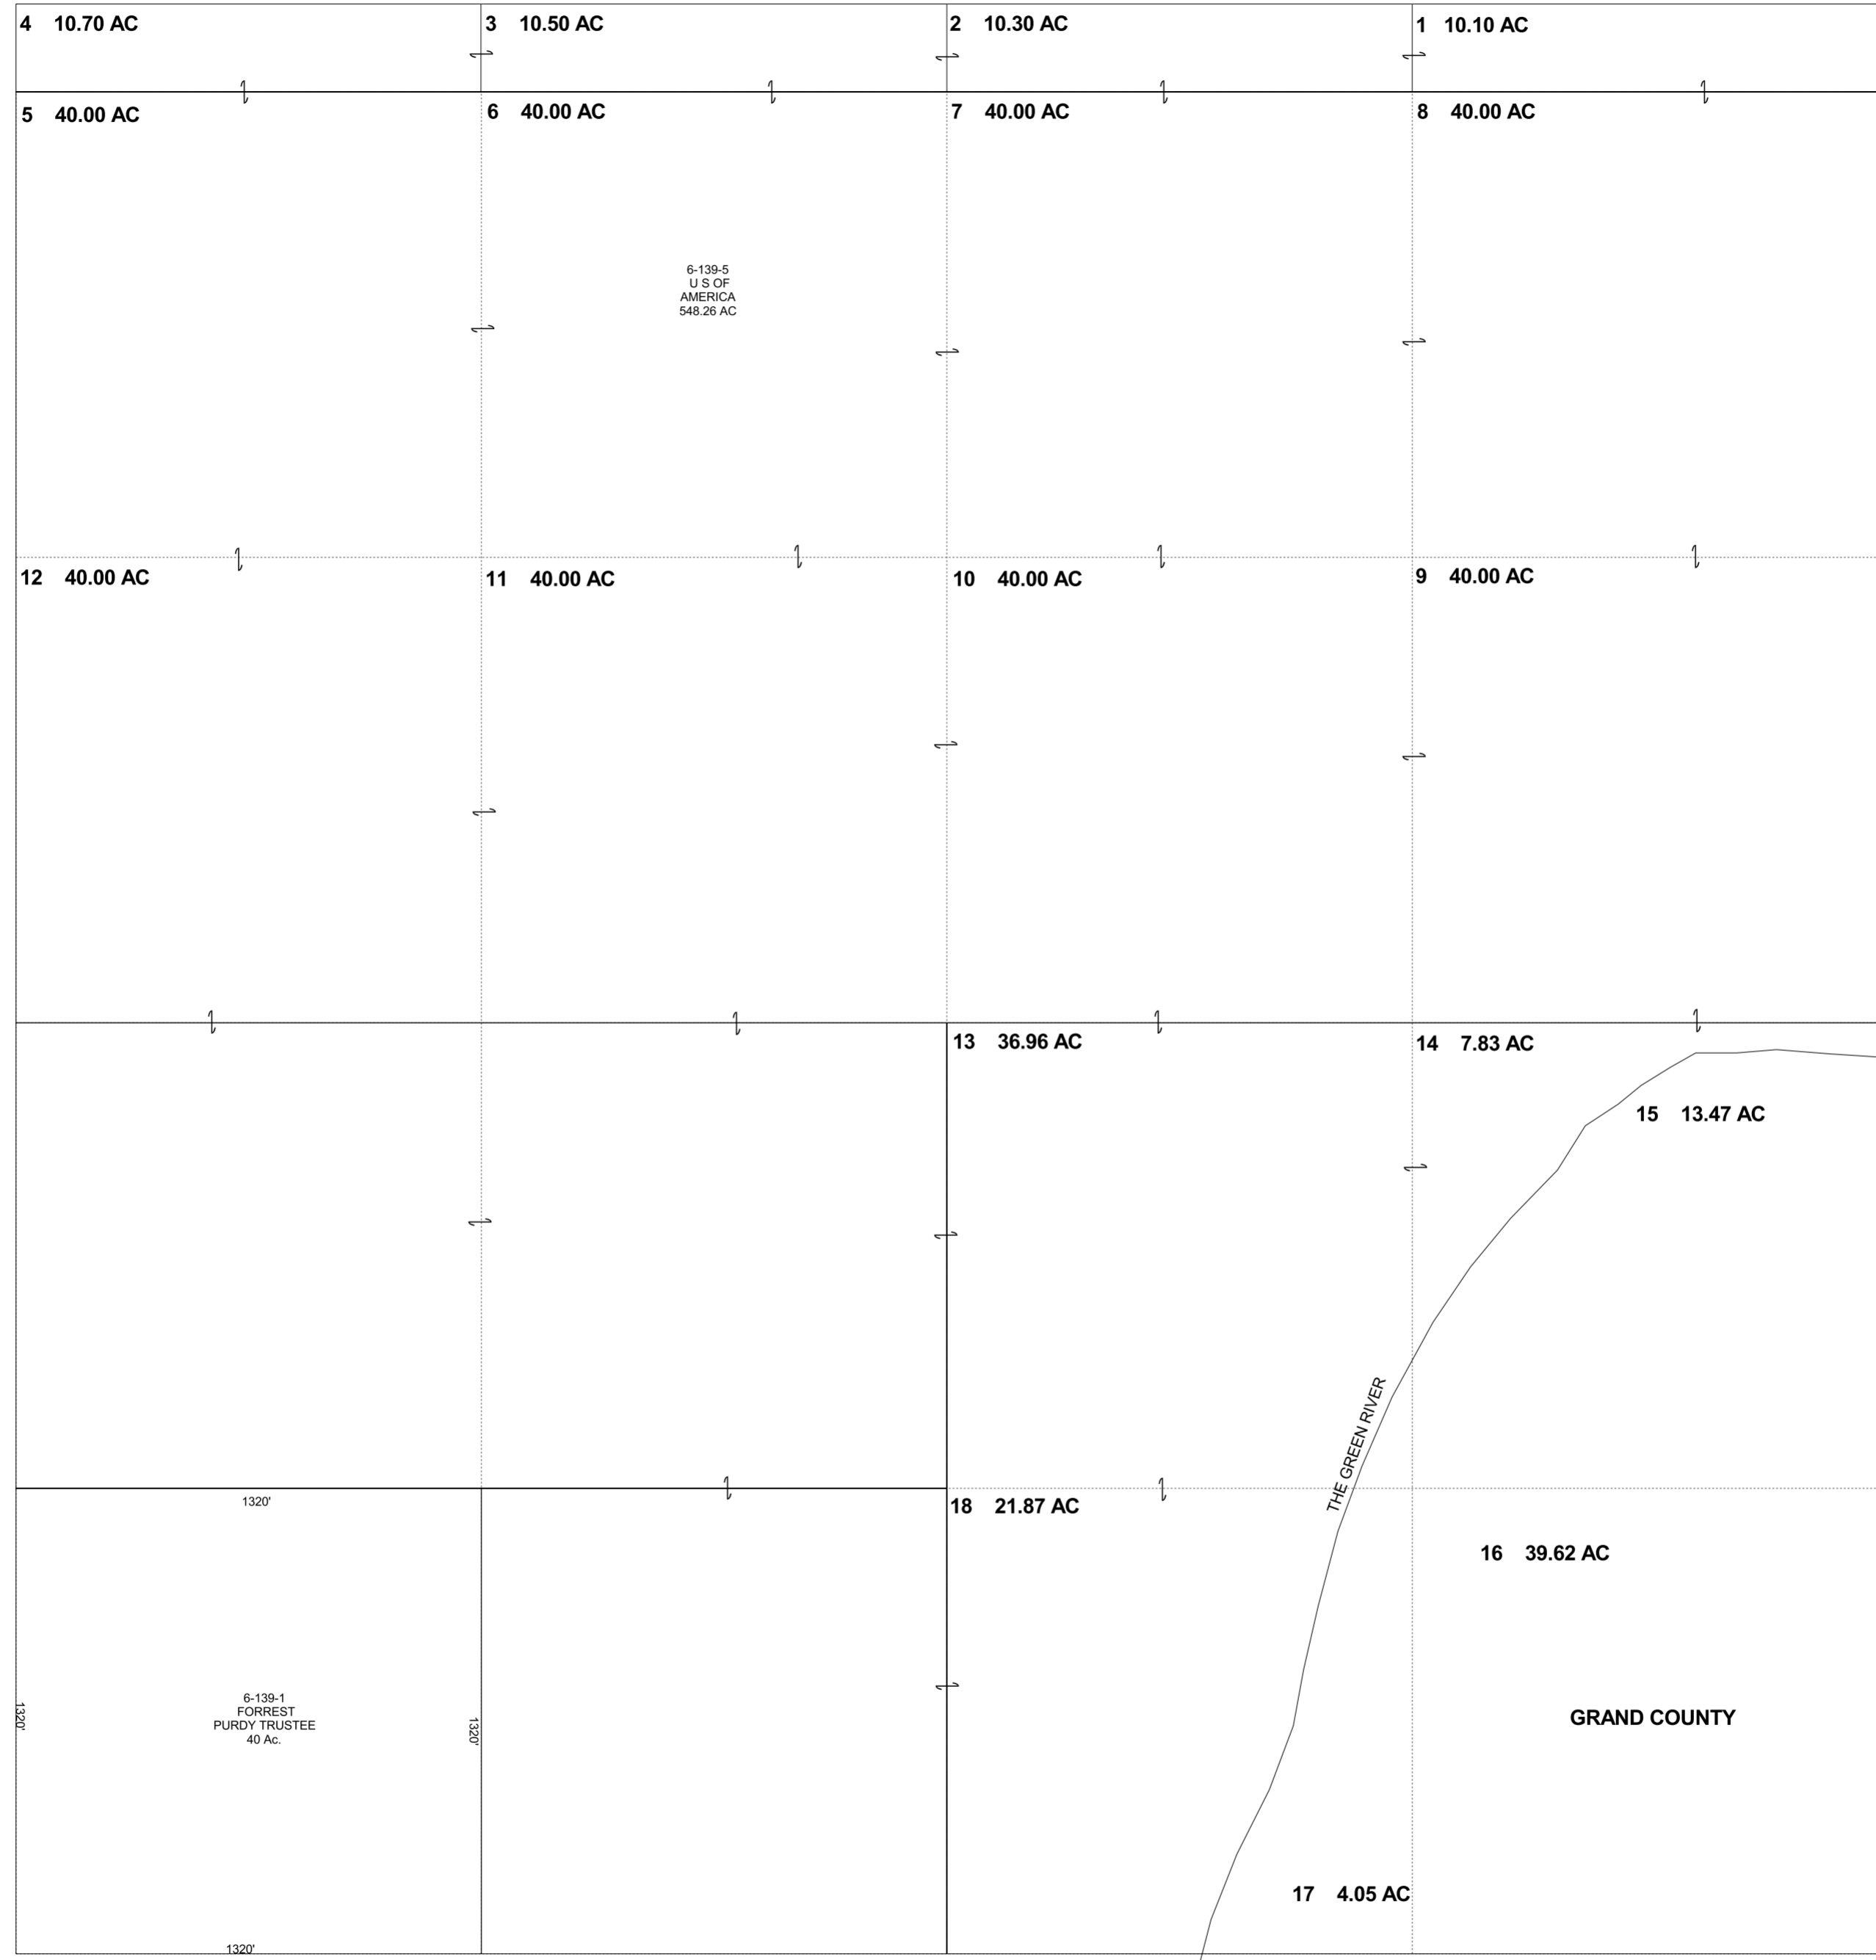 4 10.70 AC
3 10.50 AC
2 10.30 AC
1 10.10 AC
5 40.00 AC
6 40.00 AC
7 40.00 AC
8 40.00 AC
6-139-5
U S OF
AMERICA
548.26 AC
12 40.00 AC
11 40.00 AC
10 40.00 AC
9 40.00 AC
13 36.96 AC
14 7.83 AC
15 13.47 AC
THE GREEN RIVER
1320'
18 21.87 AC
16 39.62 AC
6-139-1
FORREST
PURDY TRUSTEE
40 Ac.
1320'
1320'
GRAND COUNTY
17 4.05 AC
1320'